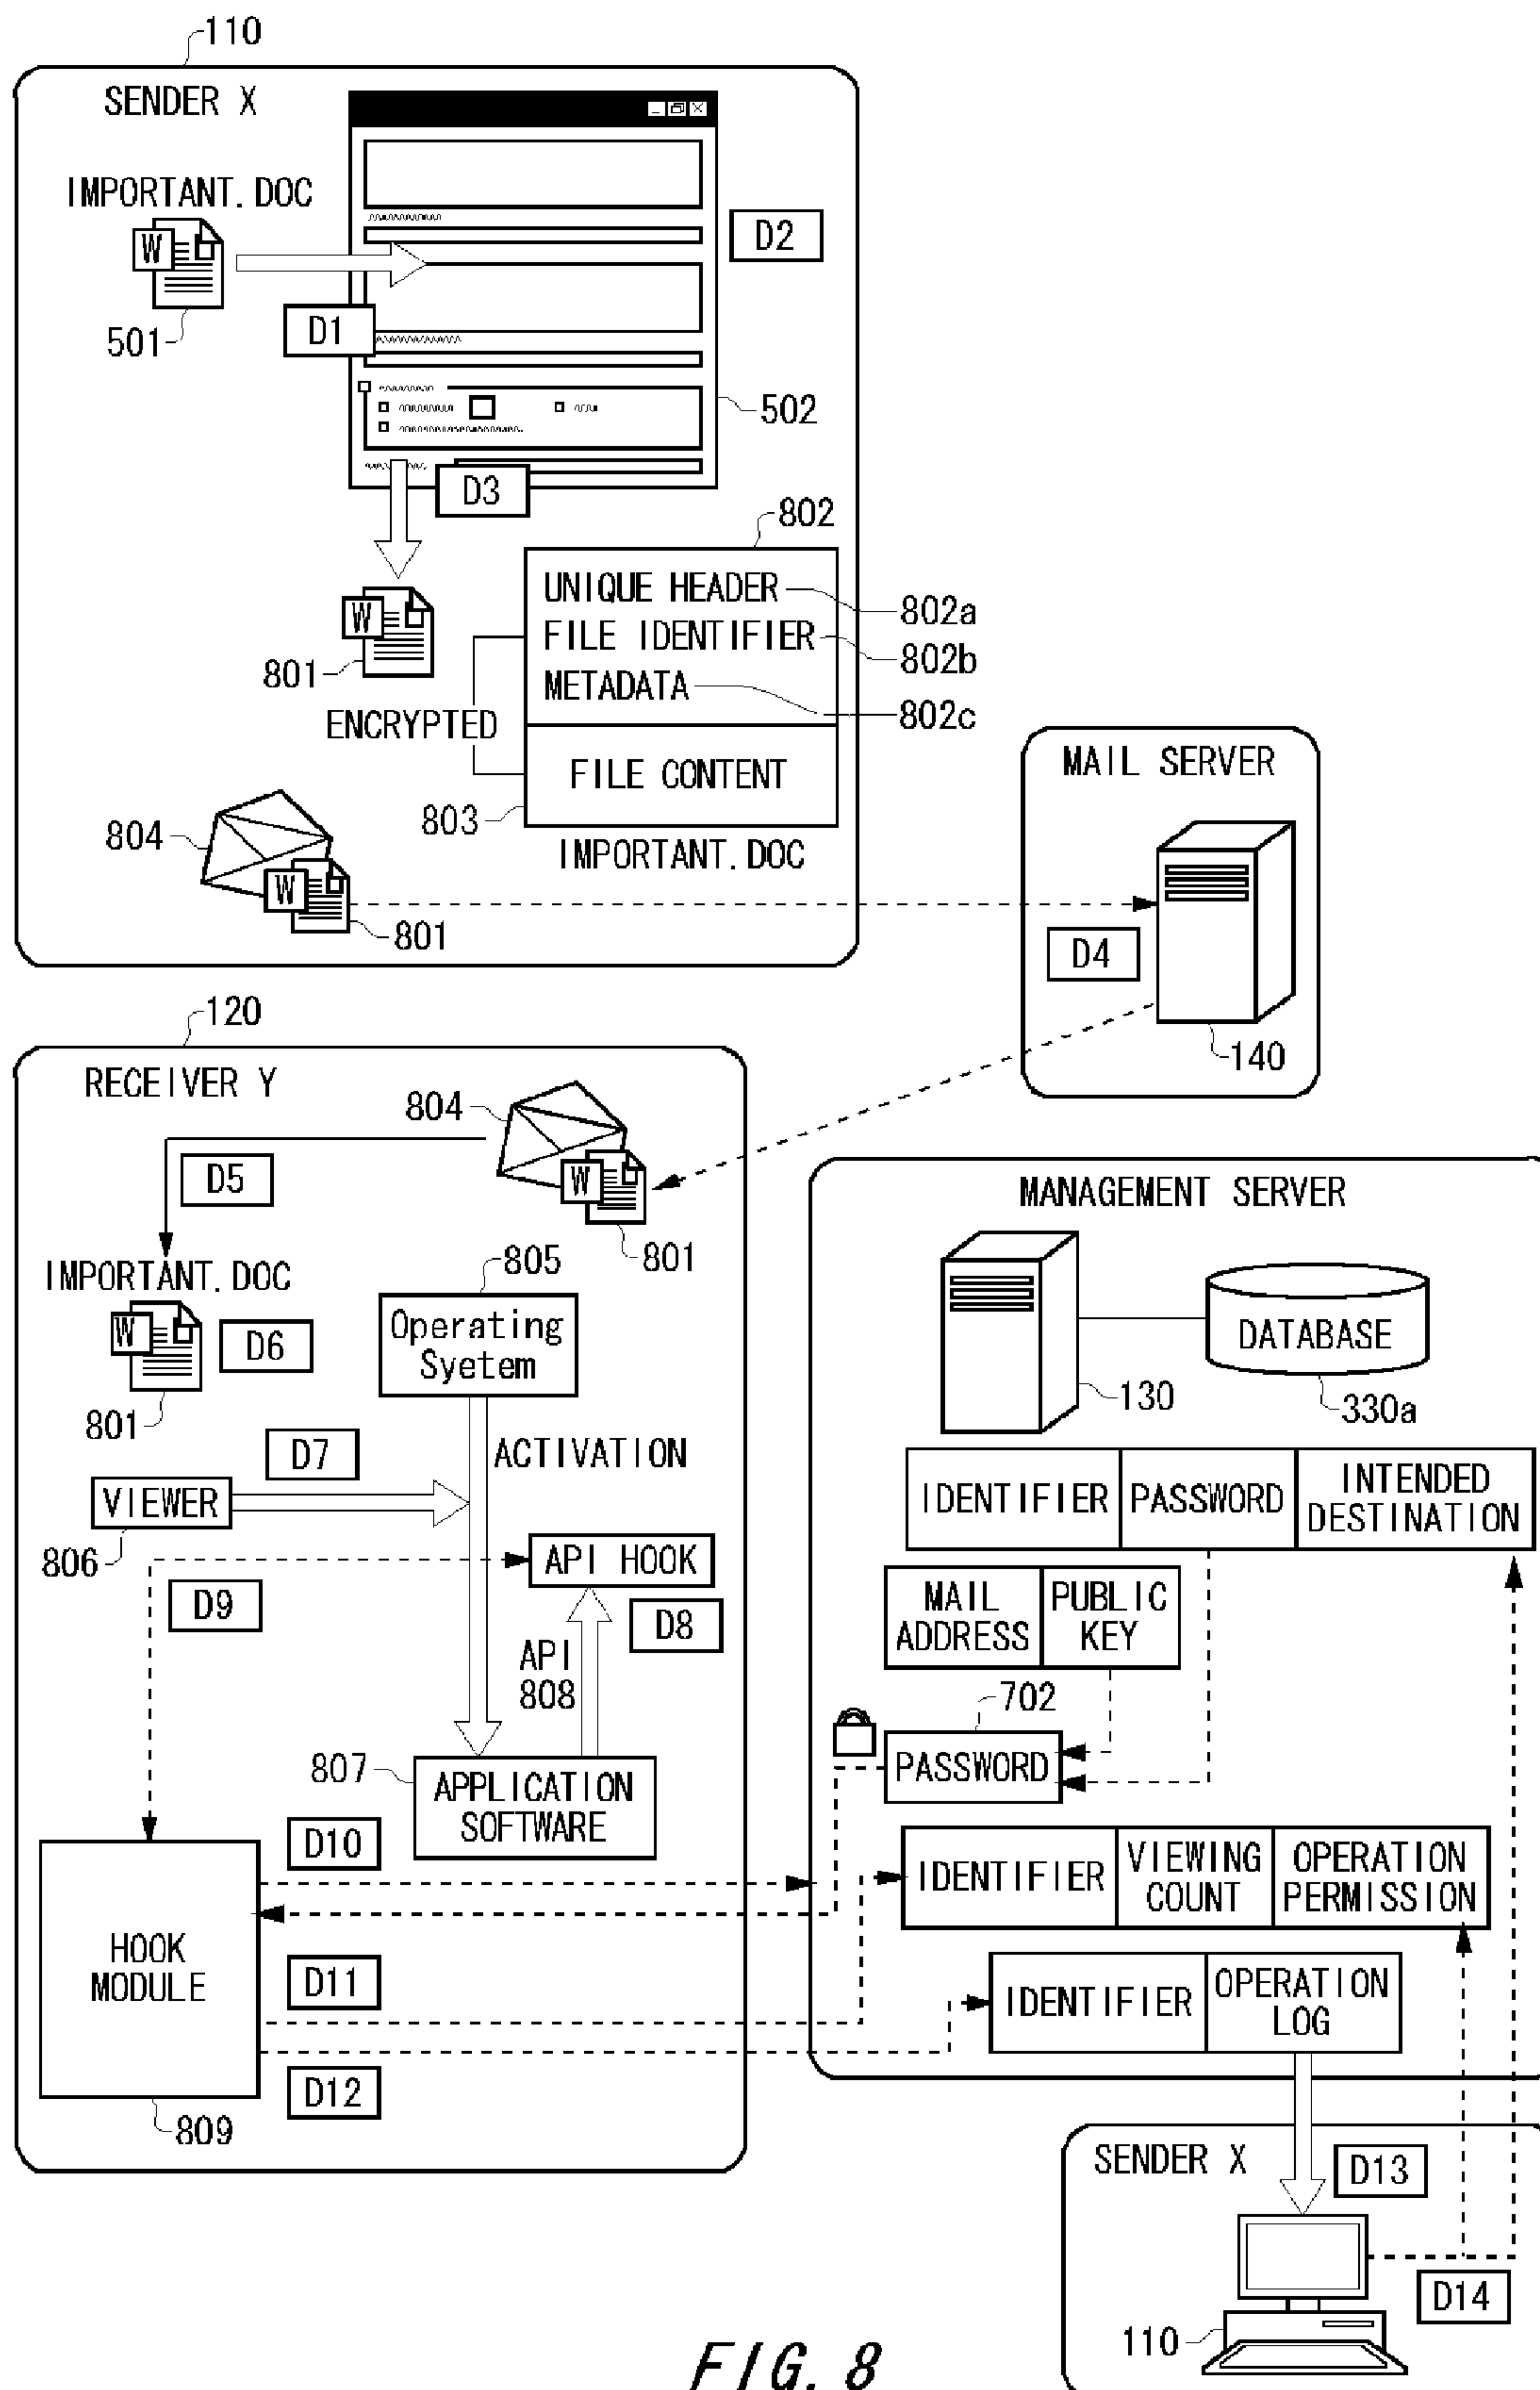 110
SENDER X
IMPORTANT.DOC
W
D2
501
D1
502
D3
802
UNIQUE HEADER
802a
W
FILE IDENTIFIER
802b
801
METADATA
802c
ENCRYPTED
FILE CONTENT
803
IMPORTANT.DOC
804
W
801
MAIL SERVER
D4
140
120
RECEIVER Y
804
W
801
D5
IMPORTANT.DOC
W
D6
801
805
Operating
Syetem
D7
ACTIVATION
VIEWER
806
API HOOK
D9
D8
API
808
807
APPLICATION
SOFTWARE
D10
HOOK
MODULE
D11
D12
809
MANAGEMENT SERVER
130
DATABASE
330a
IDENTIFIER
PASSWORD
INTENDED
DESTINATION
MAIL
ADDRESS
PUBLIC
KEY
702
PASSWORD
IDENTIFIER
VIEWING
COUNT
OPERATION
PERMISSION
IDENTIFIER
OPERATION
LOG
SENDER X
D13
D14
110
FIG. 8